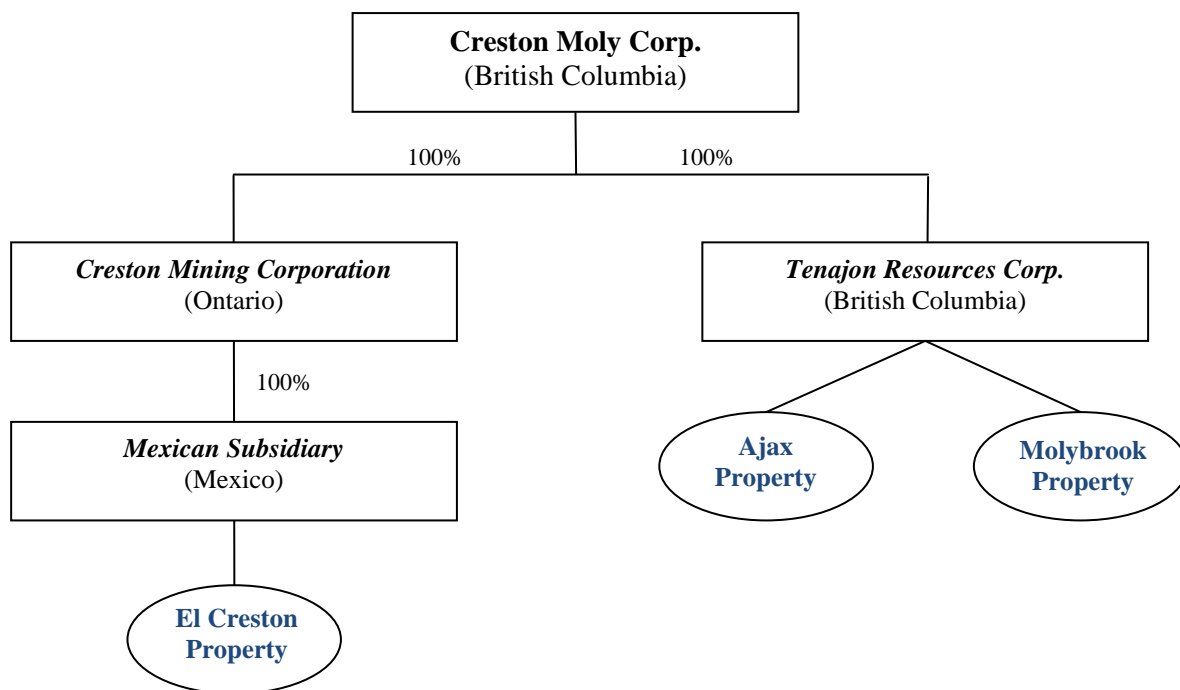 Creston Moly Corp.
(British Columbia)
100%
100%
Creston Mining Corporation
(Ontario)
Tenajon Resources Corp.
(British Columbia)
100%
Mexican Subsidiary
(Mexico)
Ajax
Property
Molybrook
Property
El Creston
Property